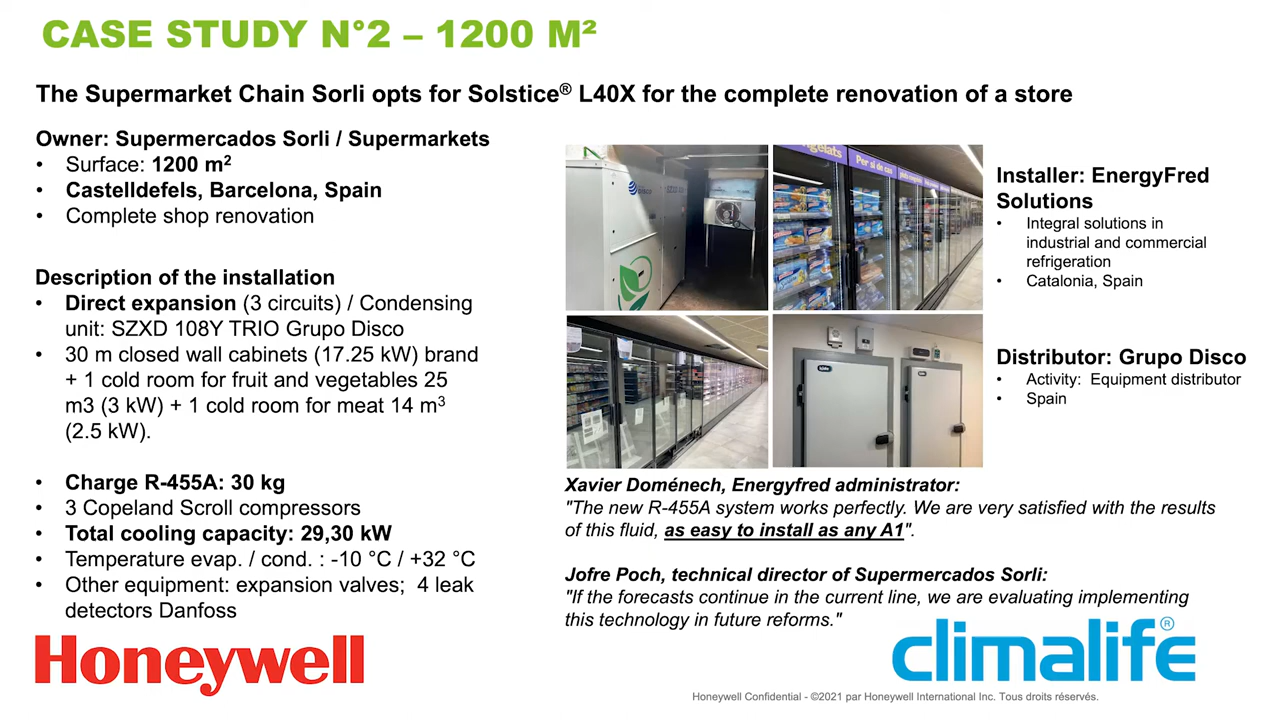 CASE STUDY N°2 – 1200 M²
The Supermarket Chain Sorli opts for Solstice® L40X for the complete renovation of a store
Owner: Supermercados Sorli / Supermarkets
• Surface: 1200 m²
• Castelldefels, Barcelona, Spain
• Complete shop renovation
Description of the installation
• Direct expansion (3 circuits) / Condensing
unit: SZXD 108Y TRIO Grupo Disco
• 30 m closed wall cabinets (17.25 kW) brand
+ 1 cold room for fruit and vegetables 25
m3 (3 kW) + 1 cold room for meat 14 m³
(2.5 kW).
• Charge R-455A: 30 kg
• 3 Copeland Scroll compressors
• Total cooling capacity: 29,30 kW
• Temperature evap. / cond. : -10 °C / +32 °C
• Other equipment: expansion valves; 4 leak
detectors Danfoss
Honeywell
DISCO
Per si de cas
Installer: EnergyFred
Solutions
• Integral solutions in
industrial and commercial
refrigeration
• Catalonia, Spain
Distributor: Grupo Disco
• Activity: Equipment distributor
• Spain
Xavier Doménech, Energyfred administrator:
"The new R-455A system works perfectly. We are very satisfied with the results
of this fluid, as easy to install as any A1".
Jofre Poch, technical director of Supermercados Sorli:
"If the forecasts continue in the current line, we are evaluating implementing
this technology in future reforms."
climalife®
Honeywell Confidential - ©2021 par Honeywell International Inc. Tous droits réservés.